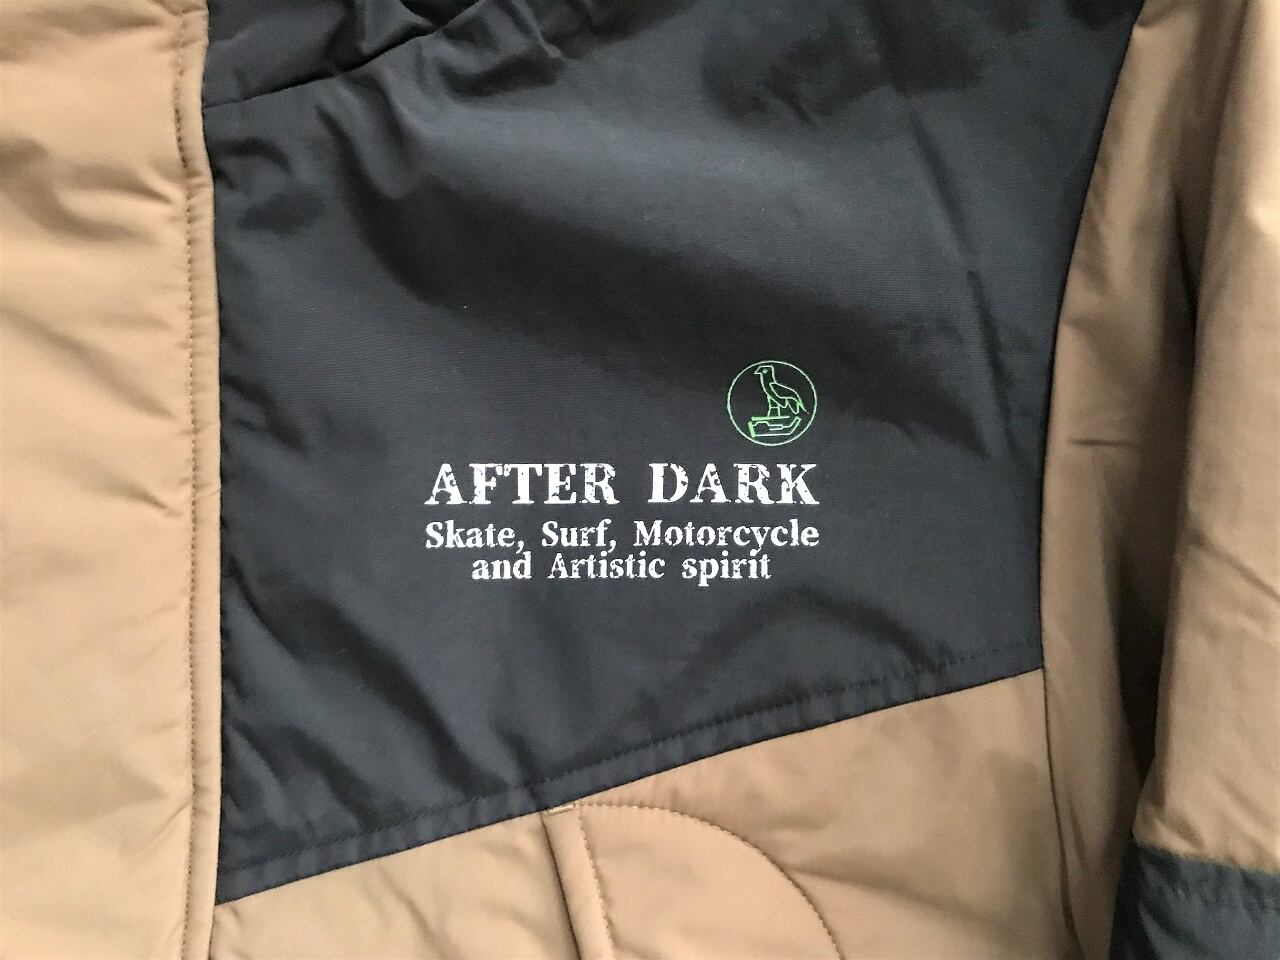 AFTER DARK
Skate, Surf, Motorcycle
and Artistic spirit